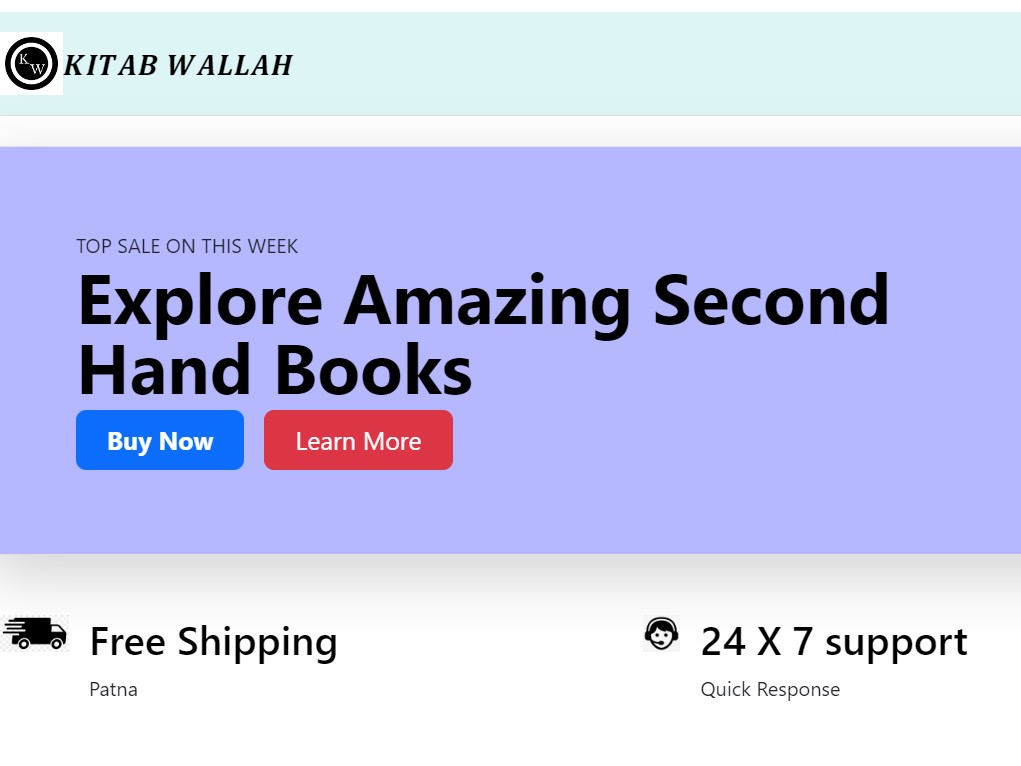 K
W
KITAB WALLAH
TOP SALE ON THIS WEEK
Explore Amazing Second
Hand Books
Buy Now Learn More
Free Shipping
Patna
24 X 7 support
Quick Response